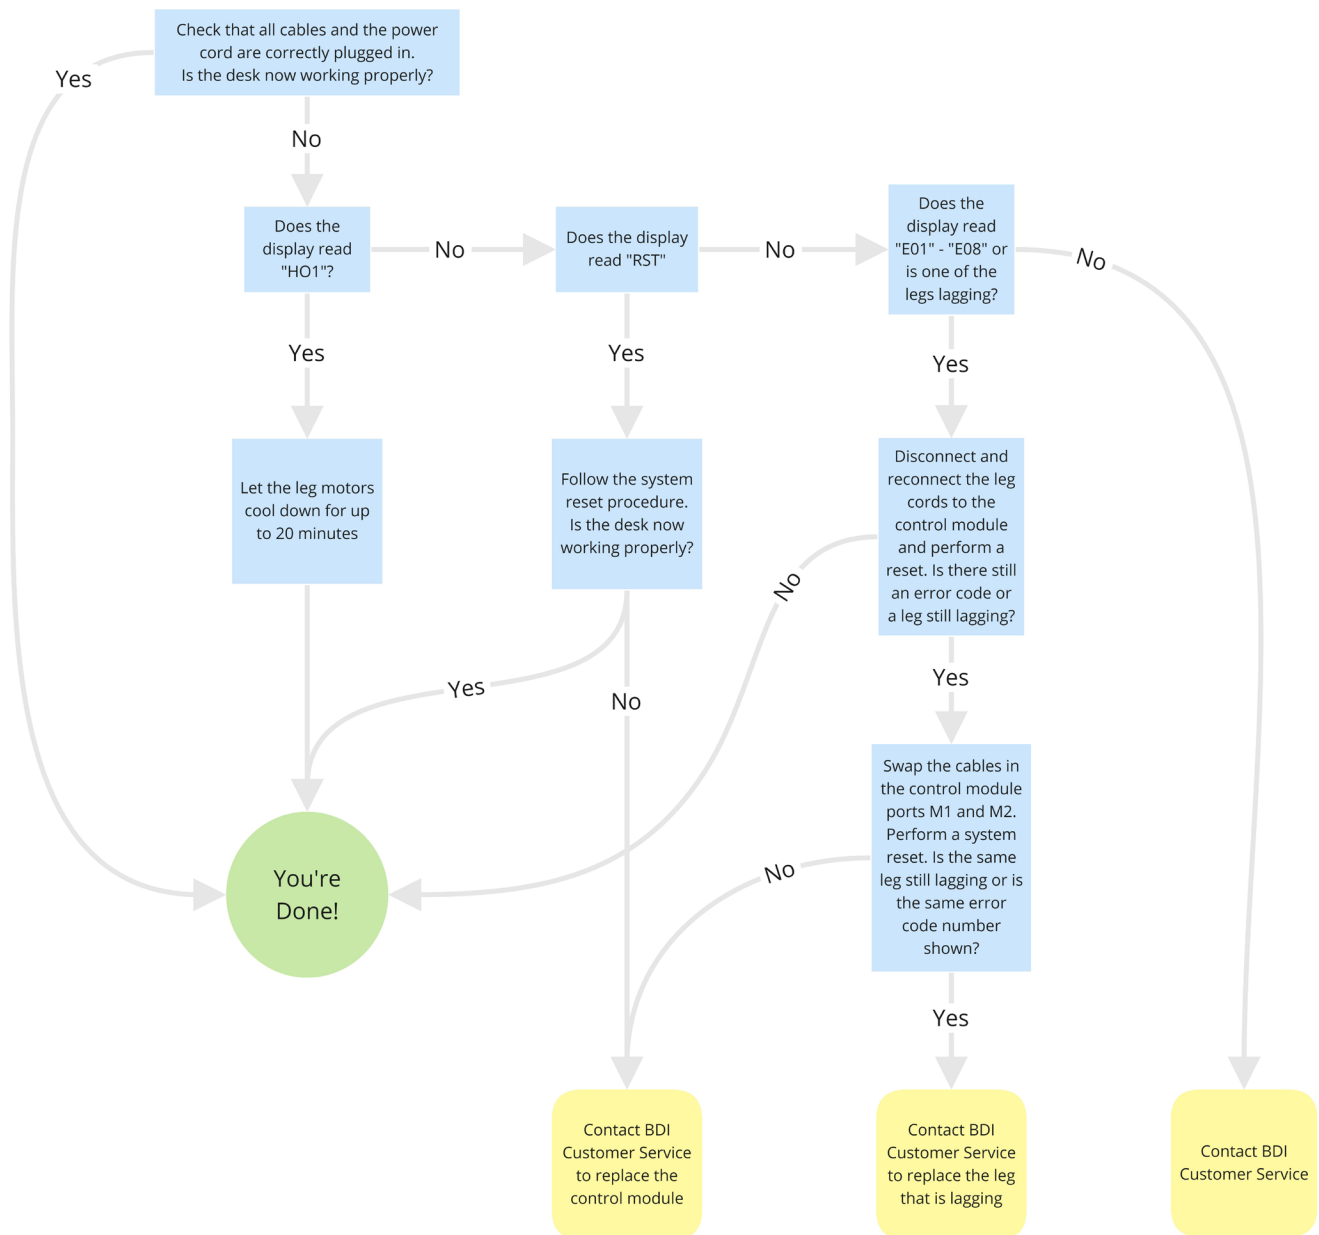 Check that all cables and the power
cord are correctly plugged in.
Is the desk now working properly?
Yes
No
Does the
display read
"HO1"?
No
Does the display
read "RST"
No
Does the
display read
"E01" - "E08" or
is one of the
legs lagging?
No
Yes
Yes
Yes
Let the leg motors
cool down for up
to 20 minutes
Follow the system
reset procedure.
Is the desk now
working properly?
Disconnect and
reconnect the leg
cords to the
control module
and perform a
reset. Is there still
an error code or
a leg still lagging?
No
Yes
No
Yes
Swap the cables in
the control module
ports M1 and M2.
Perform a system
reset. Is the same
leg still lagging or is
the same error
code number
shown?
No
Yes
You're
Done!
Contact BDI
Customer Service
to replace the
control module
Contact BDI
Customer Service
to replace the leg
that is lagging
Contact BDI
Customer Service